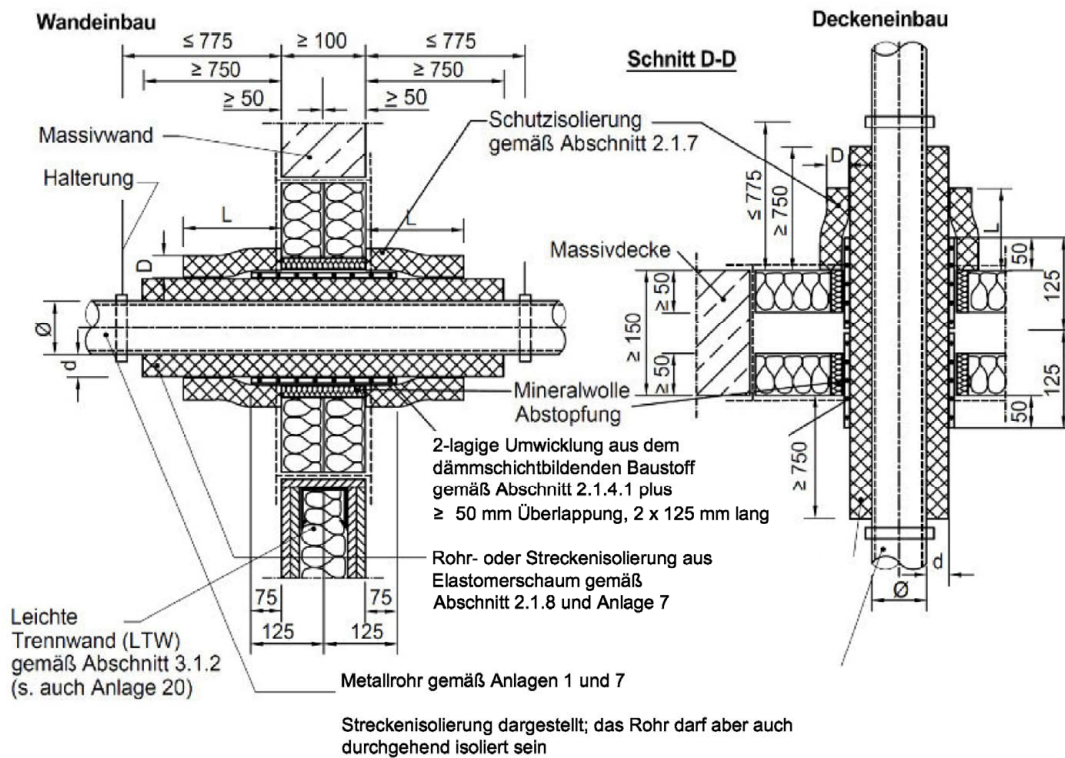 Wandeinbau
Deckeneinbau
≤ 775
≥ 100
≤ 775
≥ 750
≥ 750
≥ 50
≥ 50
Schnitt D-D
Massivwand
Schutzisolierung
gemäß Abschnitt 2.1.7
Halterung
L
L
D
Ø
d
D
≤ 775
≥ 750
L
Massivdecke
≥ 150
≥ 50
≥ 50
50
125
125
50
≥ 750
d
Ø
Mineralwolle
Abstopfung
2-lagige Umwicklung aus dem
dämmschichtbildenden Baustoff
gemäß Abschnitt 2.1.4.1 plus
≥ 50 mm Überlappung, 2 x 125 mm lang
Rohr- oder Streckenisolierung aus
Elastomerschaum gemäß
Abschnitt 2.1.8 und Anlage 7
75
75
125
125
Leichte
Trennwand (LTW)
gemäß Abschnitt 3.1.2
(s. auch Anlage 20)
Metallrohr gemäß Anlagen 1 und 7
Streckenisolierung dargestellt; das Rohr darf aber auch
durchgehend isoliert sein